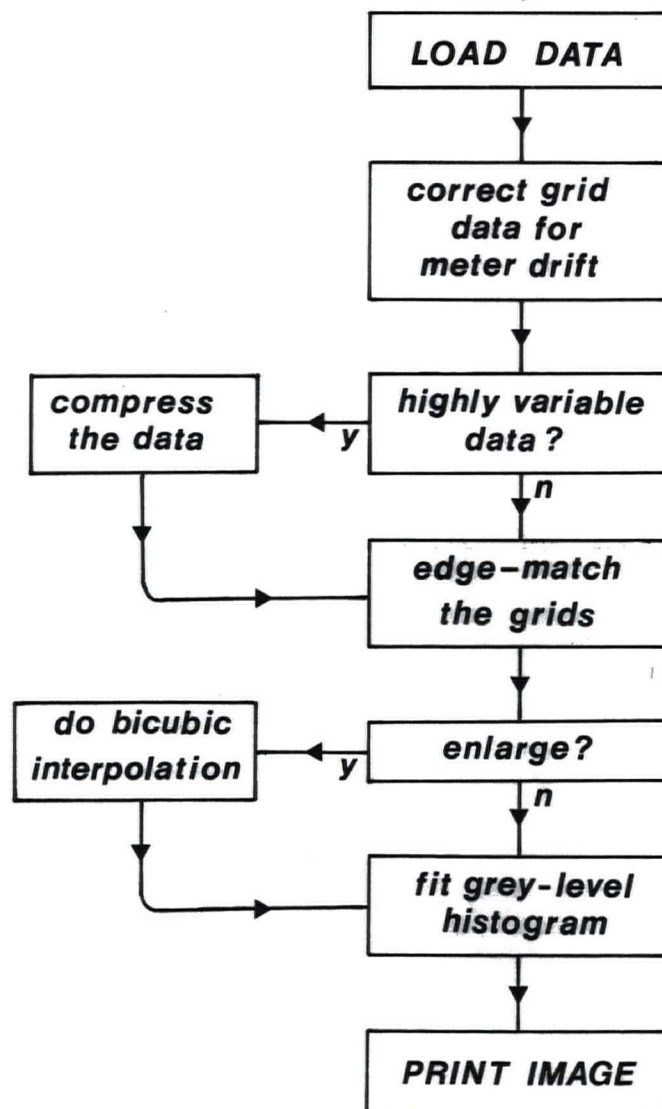 LOAD DATA
correct grid
data for
meter drift
highly variable
data?
y
n
compress
the data
edge-match
the grids
enlarge?
y
n
do bicubic
interpolation
fit grey-level
histogram
PRINT IMAGE